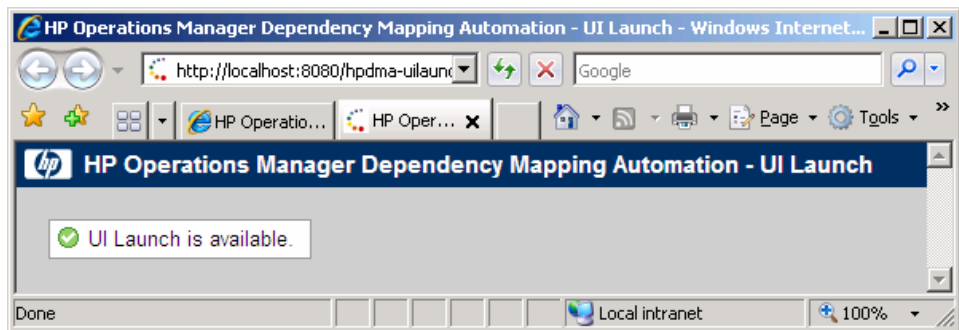 HP Operations Manager Dependency Mapping Automation - UI Launch - Windows Internet...
http://localhost:8080/hpdma-uilaunc
Google
HP Operatio...
HP Oper...
Page
Tools
»
hp HP Operations Manager Dependency Mapping Automation - UI Launch
UI Launch is available.
Done
Local intranet
100%